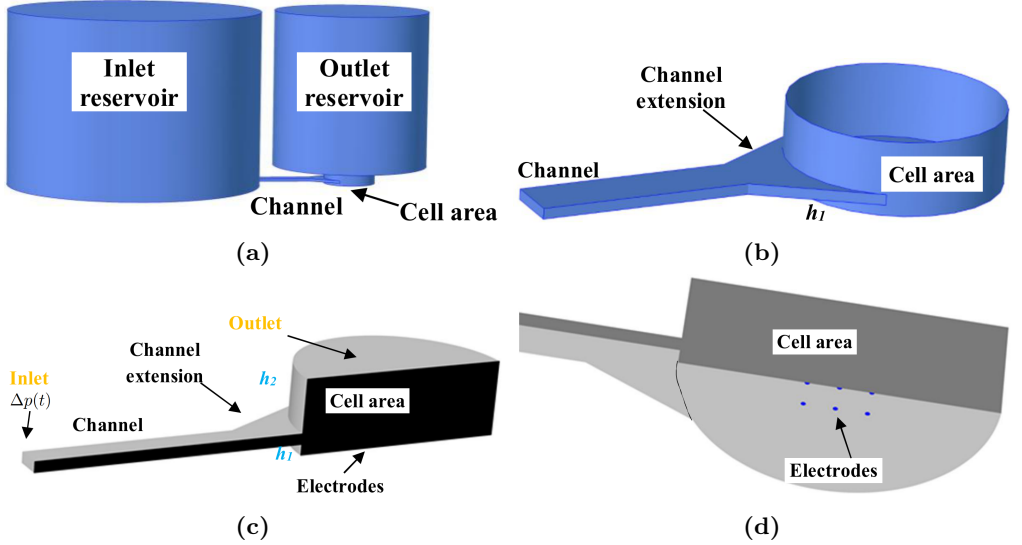 Inlet
reservoir
Outlet
reservoir
Channel
Cell area
(a)
Channel
extension
Channel
Cell area
h1
(b)
Outlet
Channel
extension
Inlet
Δp(t)
h2
Cell area
Channel
h1
Electrodes
(c)
Cell area
Electrodes
(d)